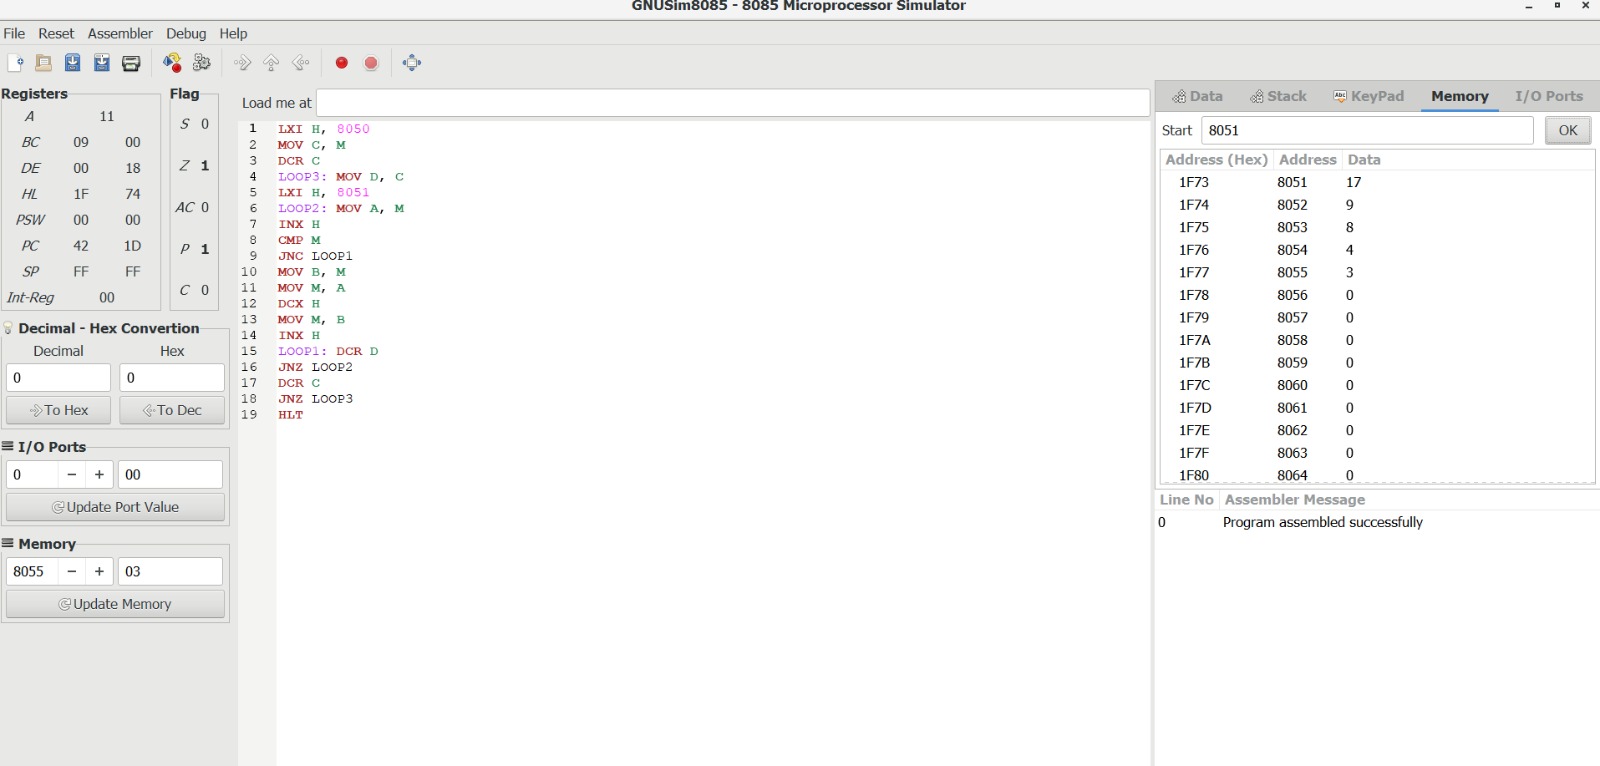 GNUSim8085 - 8085 Microprocessor Simulator
File Reset Assembler Debug Help
Registers
A 11
BC 09 00
DE 00 18
HL 1F 74
PSW 00 00
PC 42 1D
SP FF FF
Int-Reg 00
Flag
S 0
Z 1
AC 0
P 1
C 0
Decimal - Hex Convertion
Decimal Hex
0 0
To Hex To Dec
I/O Ports
0 − + 00
Update Port Value
Memory
8055 − + 03
Update Memory
Load me at
1 LXI H, 8050
2 MOV C, M
3 DCR C
4 LOOP3: MOV D, C
5 LXI H, 8051
6 LOOP2: MOV A, M
7 INX H
8 CMP M
9 JNC LOOP1
10 MOV B, M
11 MOV M, A
12 DCX H
13 MOV M, B
14 INX H
15 LOOP1: DCR D
16 JNZ LOOP2
17 DCR C
18 JNZ LOOP3
19 HLT
Data Stack Abc KeyPad Memory I/O Ports
Start 8051 OK
Address (Hex) Address Data
1F73 8051 17
1F74 8052 9
1F75 8053 8
1F76 8054 4
1F77 8055 3
1F78 8056 0
1F79 8057 0
1F7A 8058 0
1F7B 8059 0
1F7C 8060 0
1F7D 8061 0
1F7E 8062 0
1F7F 8063 0
1F80 8064 0
Line No Assembler Message
0 Program assembled successfully